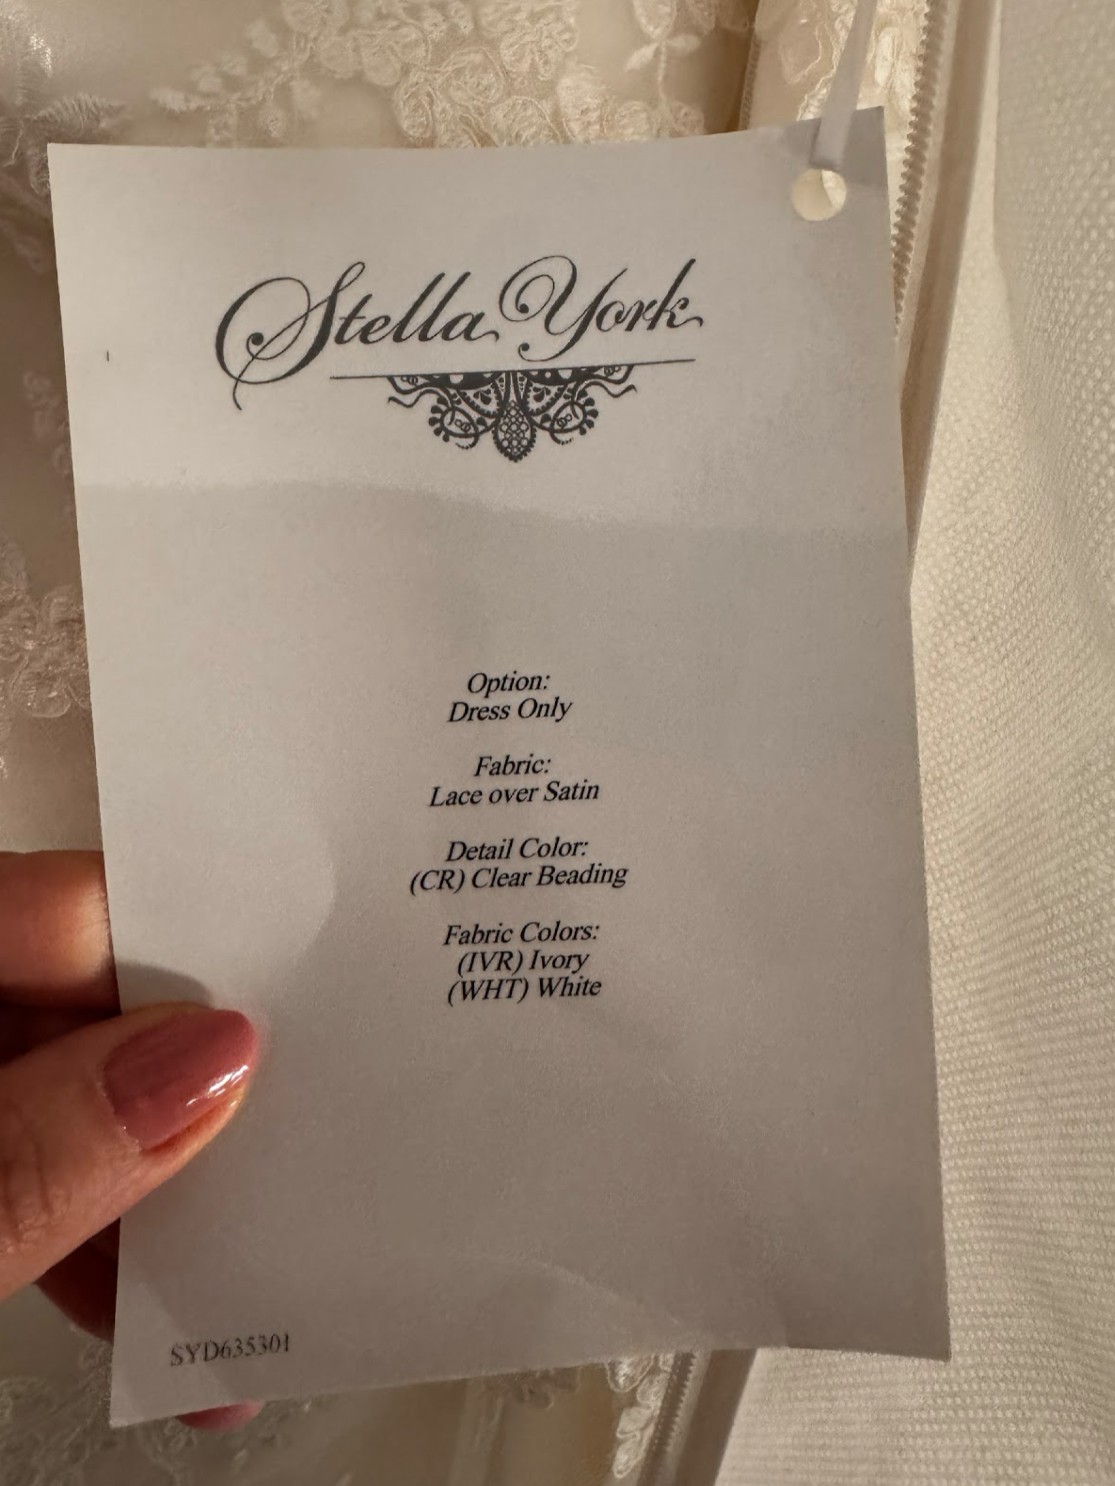 Stella York
Option:
Dress Only
Fabric:
Lace over Satin
Detail Color:
(CR) Clear Beading
Fabric Colors:
(IVR) Ivory
(WHT) White
SYD635301